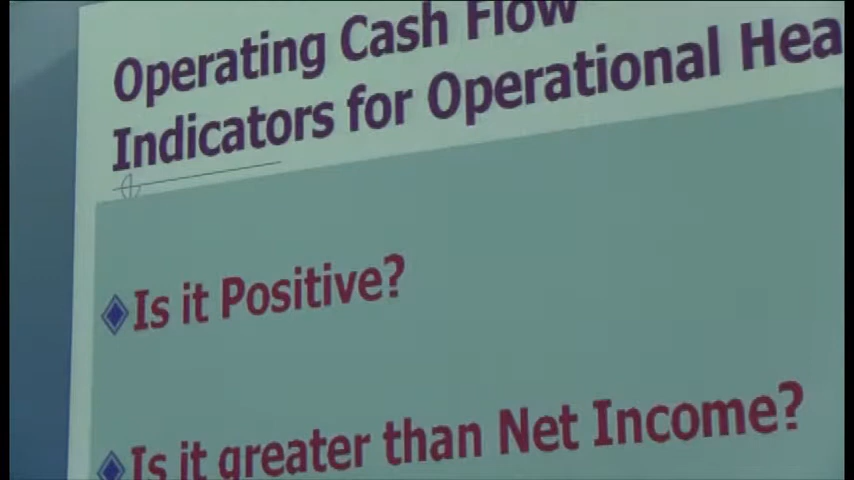 Operating Cash Flow
Indicators for Operational Hea
Is it Positive?
Is it greater than Net Income?